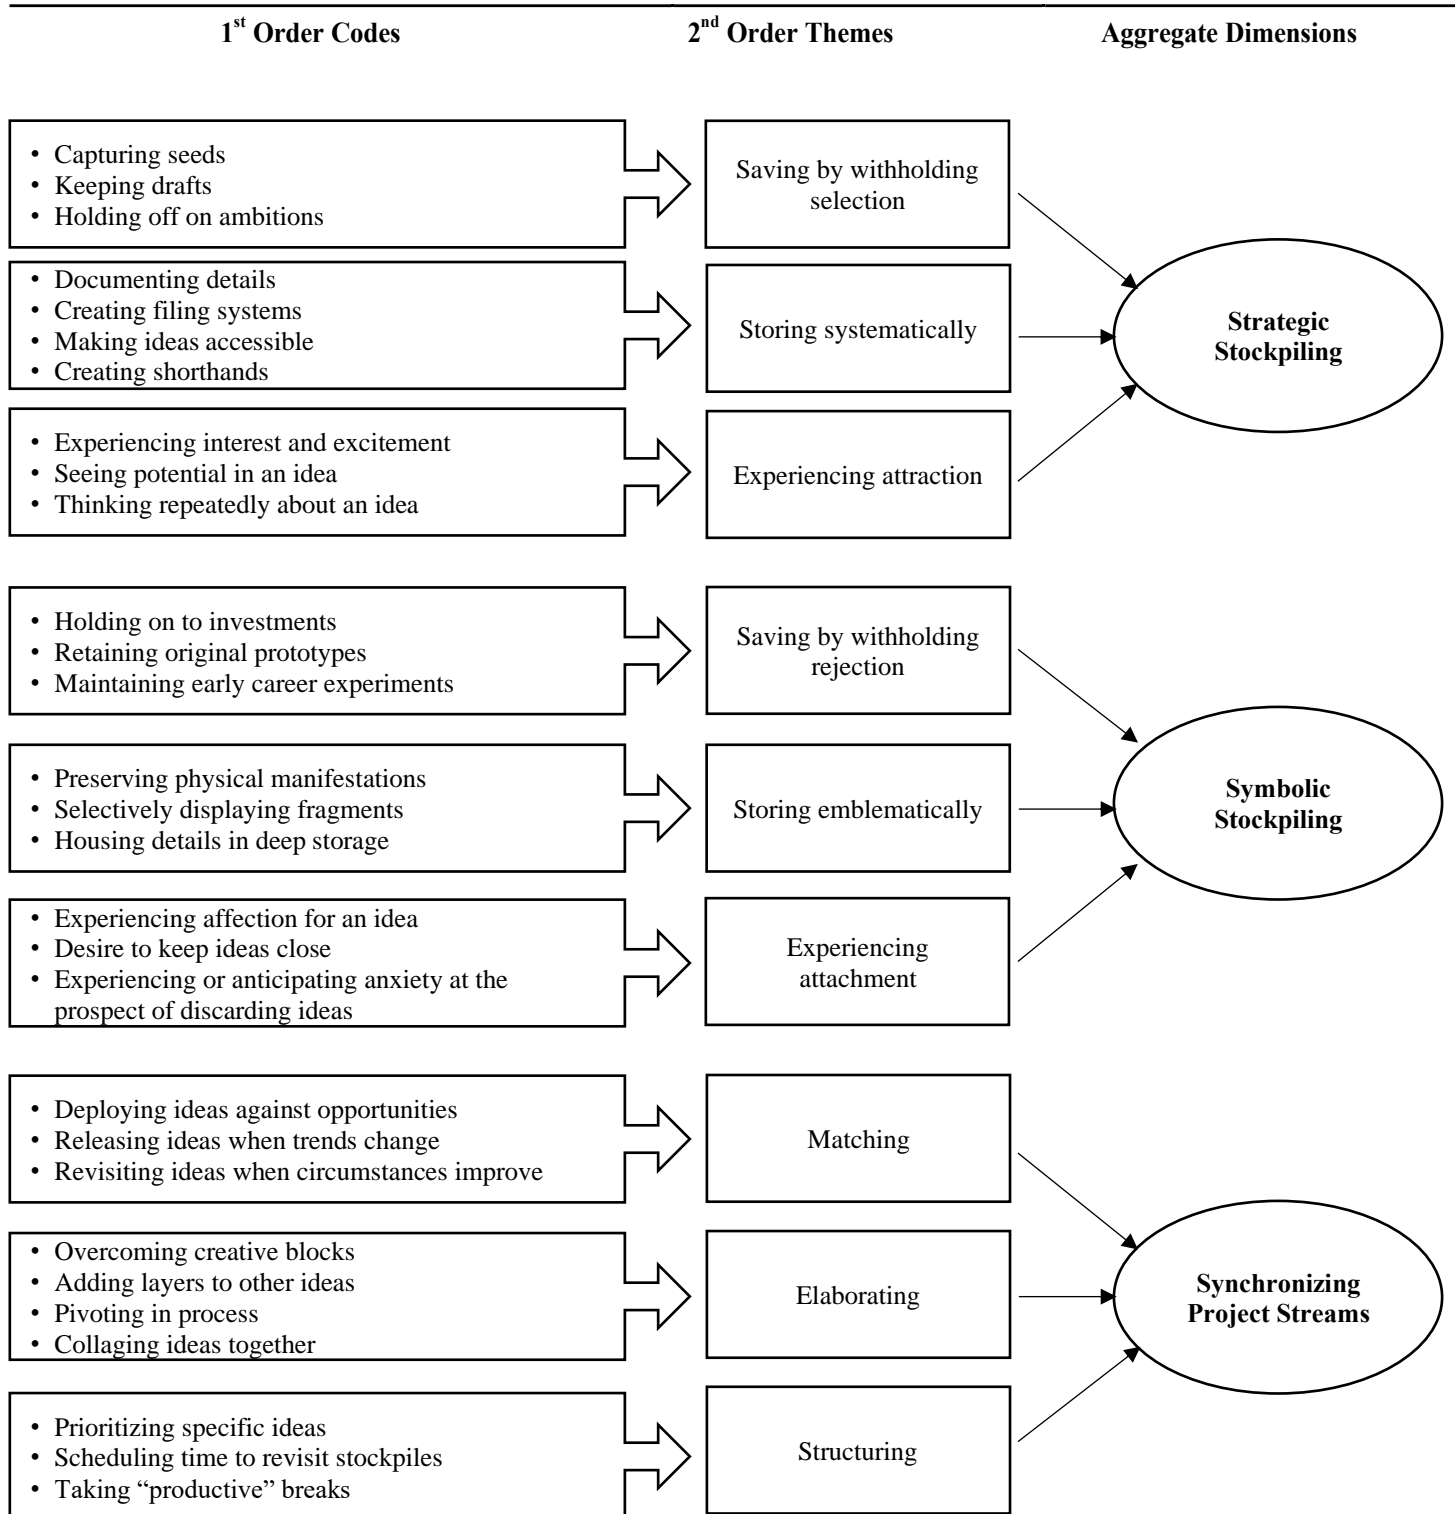 1st Order Codes 2nd Order Themes Aggregate Dimensions
• Capturing seeds
• Keeping drafts
• Holding off on ambitions
Saving by withholding
selection
• Documenting details
• Creating filing systems
• Making ideas accessible
• Creating shorthands
Storing systematically
• Experiencing interest and excitement
• Seeing potential in an idea
• Thinking repeatedly about an idea
Experiencing attraction
Strategic
Stockpiling
• Holding on to investments
• Retaining original prototypes
• Maintaining early career experiments
Saving by withholding
rejection
• Preserving physical manifestations
• Selectively displaying fragments
• Housing details in deep storage
Storing emblematically
• Experiencing affection for an idea
• Desire to keep ideas close
• Experiencing or anticipating anxiety at the
prospect of discarding ideas
Experiencing
attachment
Symbolic
Stockpiling
• Deploying ideas against opportunities
• Releasing ideas when trends change
• Revisiting ideas when circumstances improve
Matching
• Overcoming creative blocks
• Adding layers to other ideas
• Pivoting in process
• Collaging ideas together
Elaborating
• Prioritizing specific ideas
• Scheduling time to revisit stockpiles
• Taking “productive” breaks
Structuring
Synchronizing
Project Streams